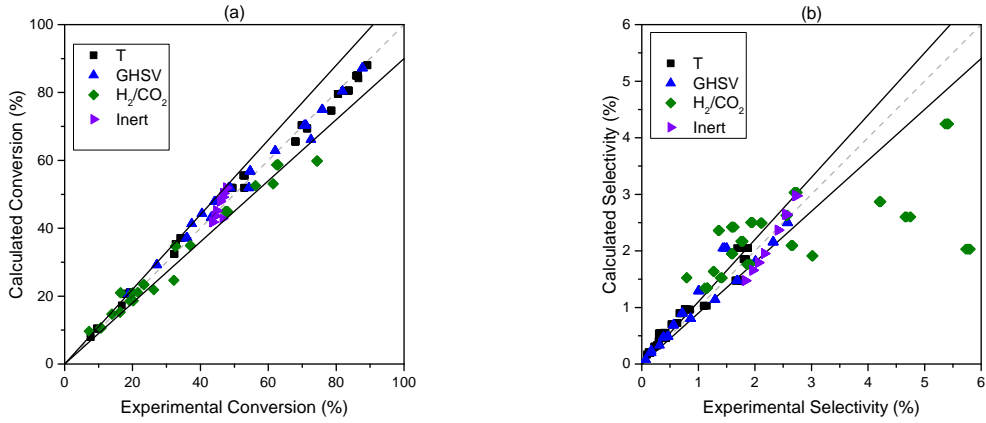 (a)
100
80
60
40
20
0
0 20 40 60 80 100
Calculated Conversion (%)
Experimental Conversion (%)
T
GHSV
H₂/CO₂
Inert
(b)
6
5
4
3
2
1
0
0 1 2 3 4 5 6
Calculated Selectivity (%)
Experimental Selectivity (%)
T
GHSV
H₂/CO₂
Inert